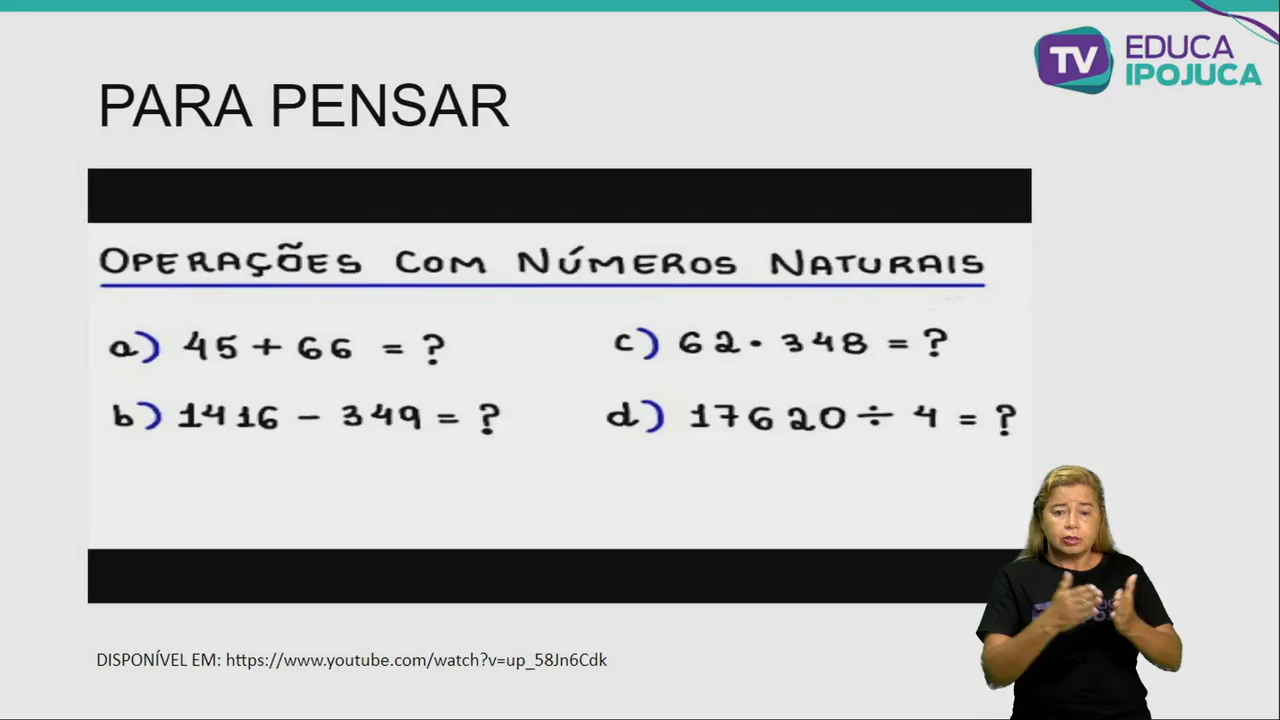 TV EDUCA
IPOJUCA
PARA PENSAR
OPERAÇÕES COM NÚMEROS NATURAIS
a) 45 + 66 = ?
b) 1416 - 349 = ?
c) 62 · 348 = ?
d) 17620 ÷ 4 = ?
DISPONÍVEL EM: https://www.youtube.com/watch?v=up_58Jn6Cdk